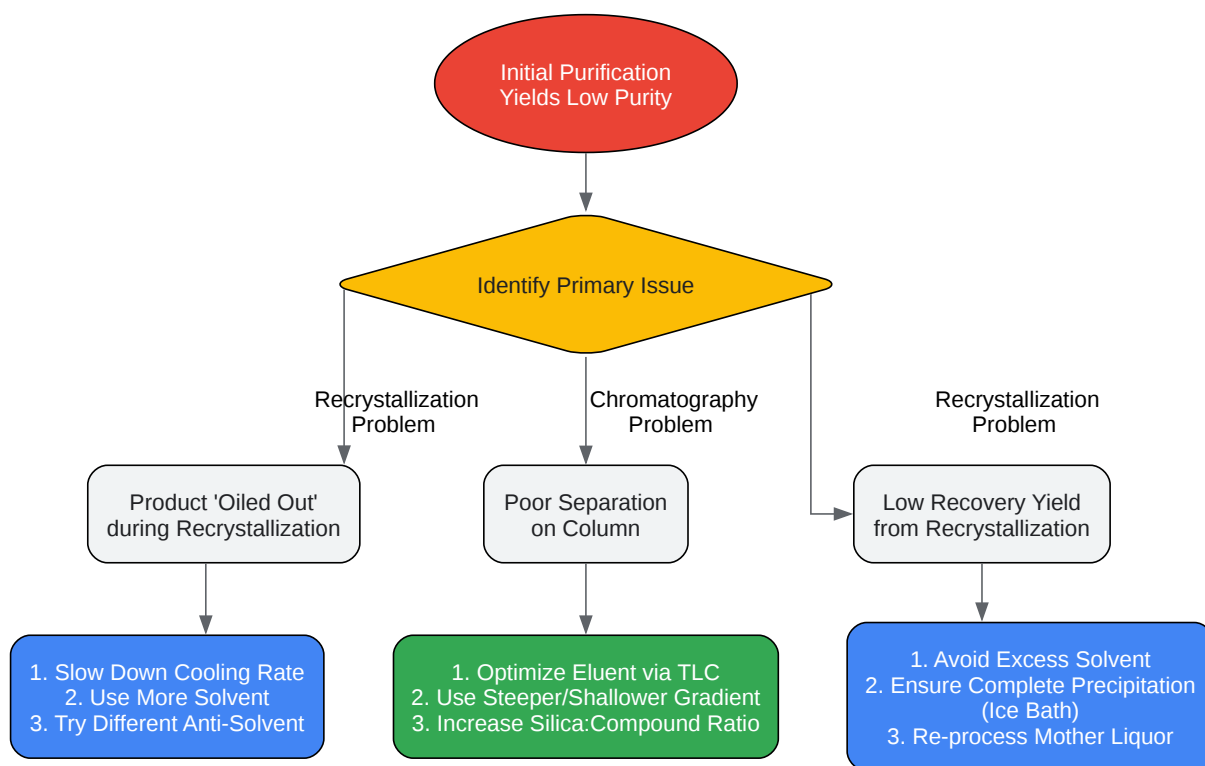 Initial Purification
Yields Low Purity
Identify Primary Issue
Recrystallization
Problem
Chromatography
Problem
Recrystallization
Problem
Product 'Oiled Out'
during Recrystallization
Poor Separation
on Column
Low Recovery Yield
from Recrystallization
1. Slow Down Cooling Rate
2. Use More Solvent
3. Try Different Anti-Solvent
1. Optimize Eluent via TLC
2. Use Steeper/Shallower Gradient
3. Increase Silica:Compound Ratio
1. Avoid Excess Solvent
2. Ensure Complete Precipitation
(Ice Bath)
3. Re-process Mother Liquor